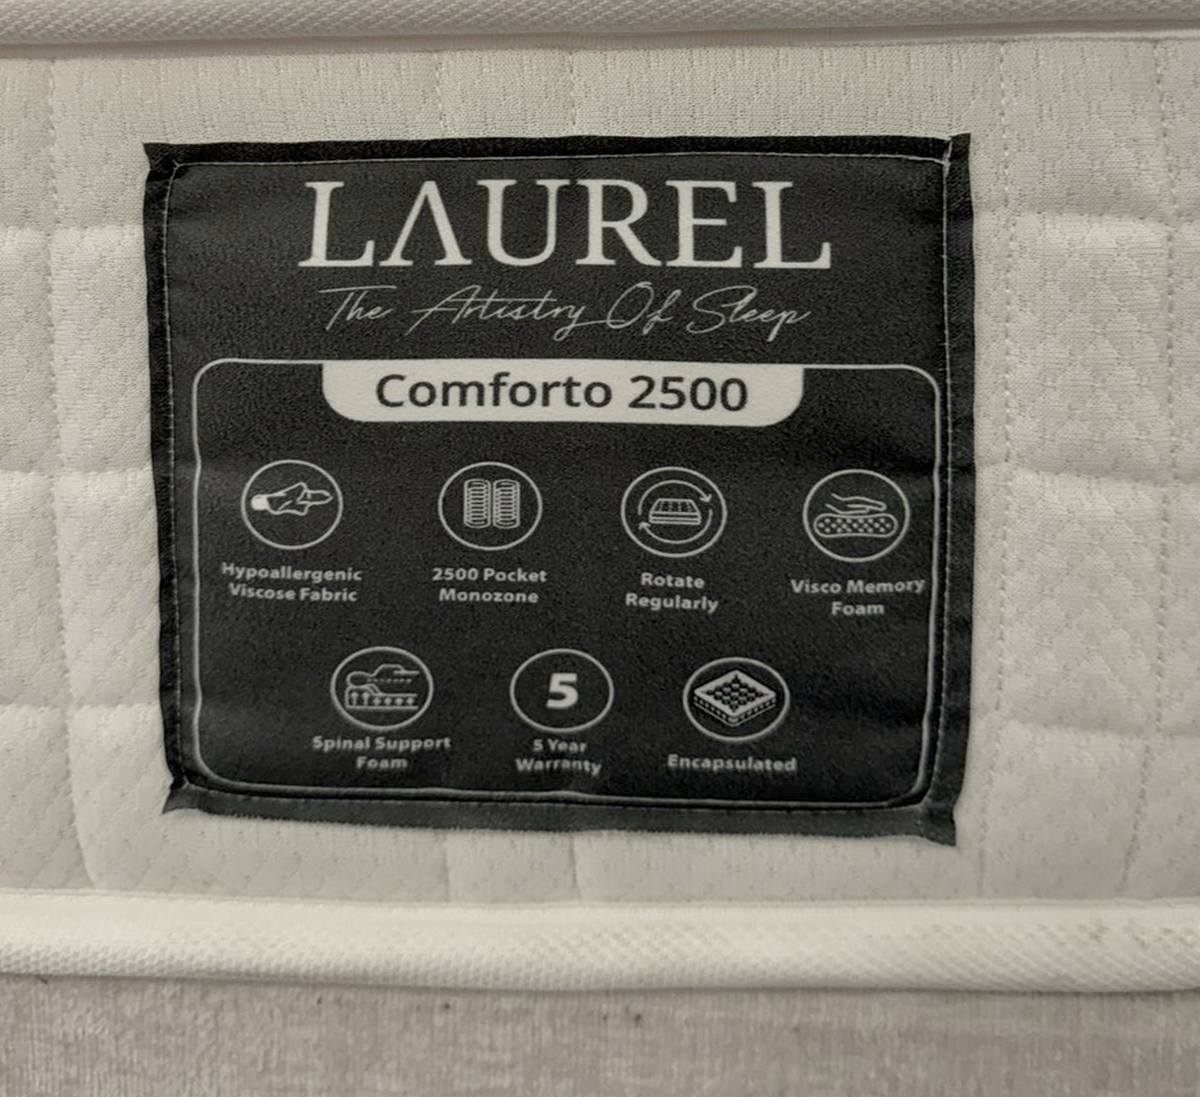 LAUREL
The Artistry Of Sleep
Comforto 2500
Hypoallergenic
Viscose Fabric
2500 Pocket
Monozone
Rotate
Regularly
Visco Memory
Foam
Spinal Support
Foam
5
5 Year
Warranty
Encapsulated